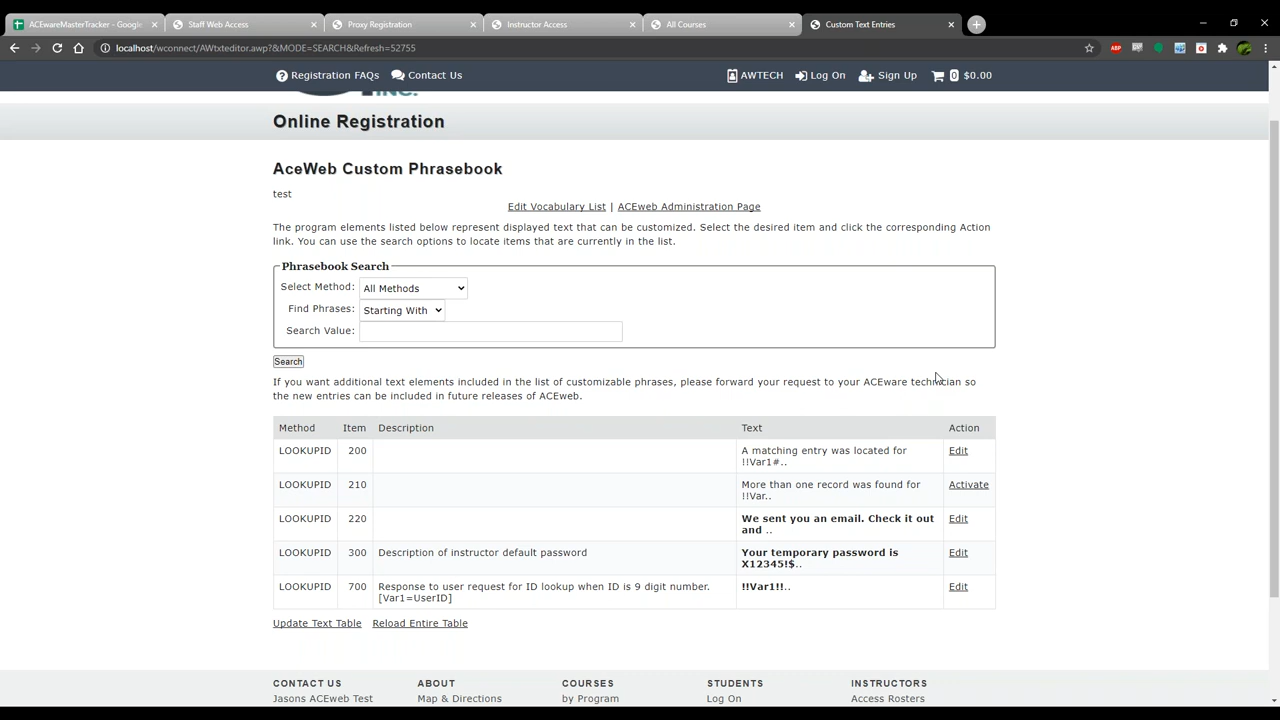 ACEwareMasterTracker - Google
Staff Web Access
Proxy Registration
Instructor Access
All Courses
Custom Text Entries
localhost/wconnect/AWtxteditor.awp?&MODE=SEARCH&Refresh=52755
ABP
Registration FAQs
Contact Us
AWTECH
Log On
Sign Up
0 $0.00
INC.
Online Registration
AceWeb Custom Phrasebook
test
Edit Vocabulary List | ACEweb Administration Page
The program elements listed below represent displayed text that can be customized. Select the desired item and click the corresponding Action
link. You can use the search options to locate items that are currently in the list.
Phrasebook Search
Select Method: All Methods
Find Phrases: Starting With
Search Value:
Search
If you want additional text elements included in the list of customizable phrases, please forward your request to your ACEware technician so
the new entries can be included in future releases of ACEweb.
Method Item Description Text Action
LOOKUPID 200 A matching entry was located for Edit
!!Var1#..
LOOKUPID 210 More than one record was found for Activate
!!Var..
LOOKUPID 220 We sent you an email. Check it out Edit
and ..
LOOKUPID 300 Description of instructor default password Your temporary password is Edit
X12345!$..
LOOKUPID 700 Response to user request for ID lookup when ID is 9 digit number. !!Var1!!.. Edit
[Var1=UserID]
Update Text Table Reload Entire Table
CONTACT US ABOUT COURSES STUDENTS INSTRUCTORS
Jasons ACEweb Test Map & Directions by Program Log On Access Rosters